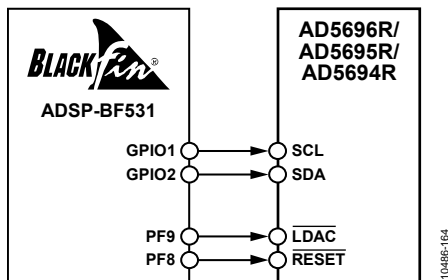 BLACKfin®
ADSP-BF531
GPIO1
GPIO2
PF9
PF8
AD5696R/
AD5695R/
AD5694R
SCL
SDA
LDAC
RESET
10486-164